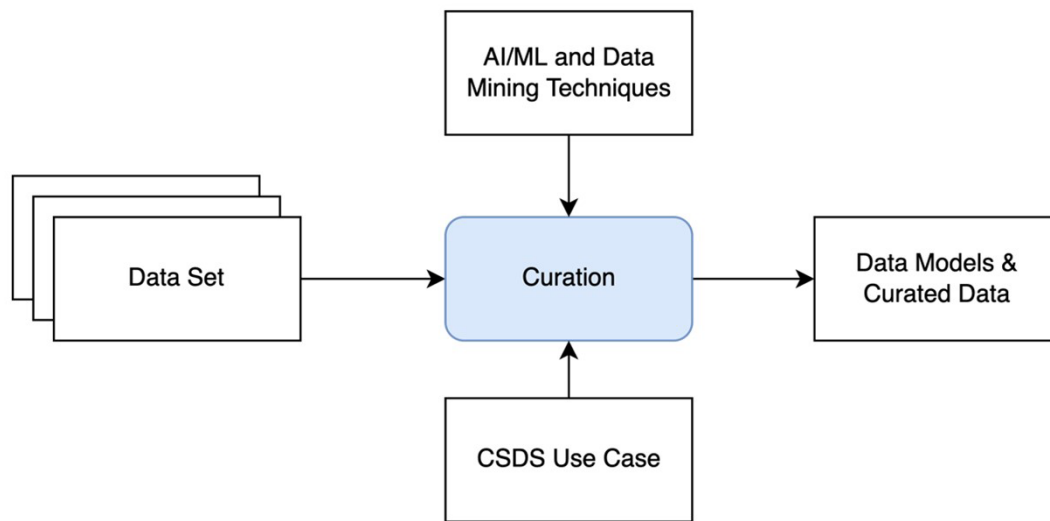 AI/ML and Data
Mining Techniques
Data Set
Curation
Data Models &
Curated Data
CSDS Use Case